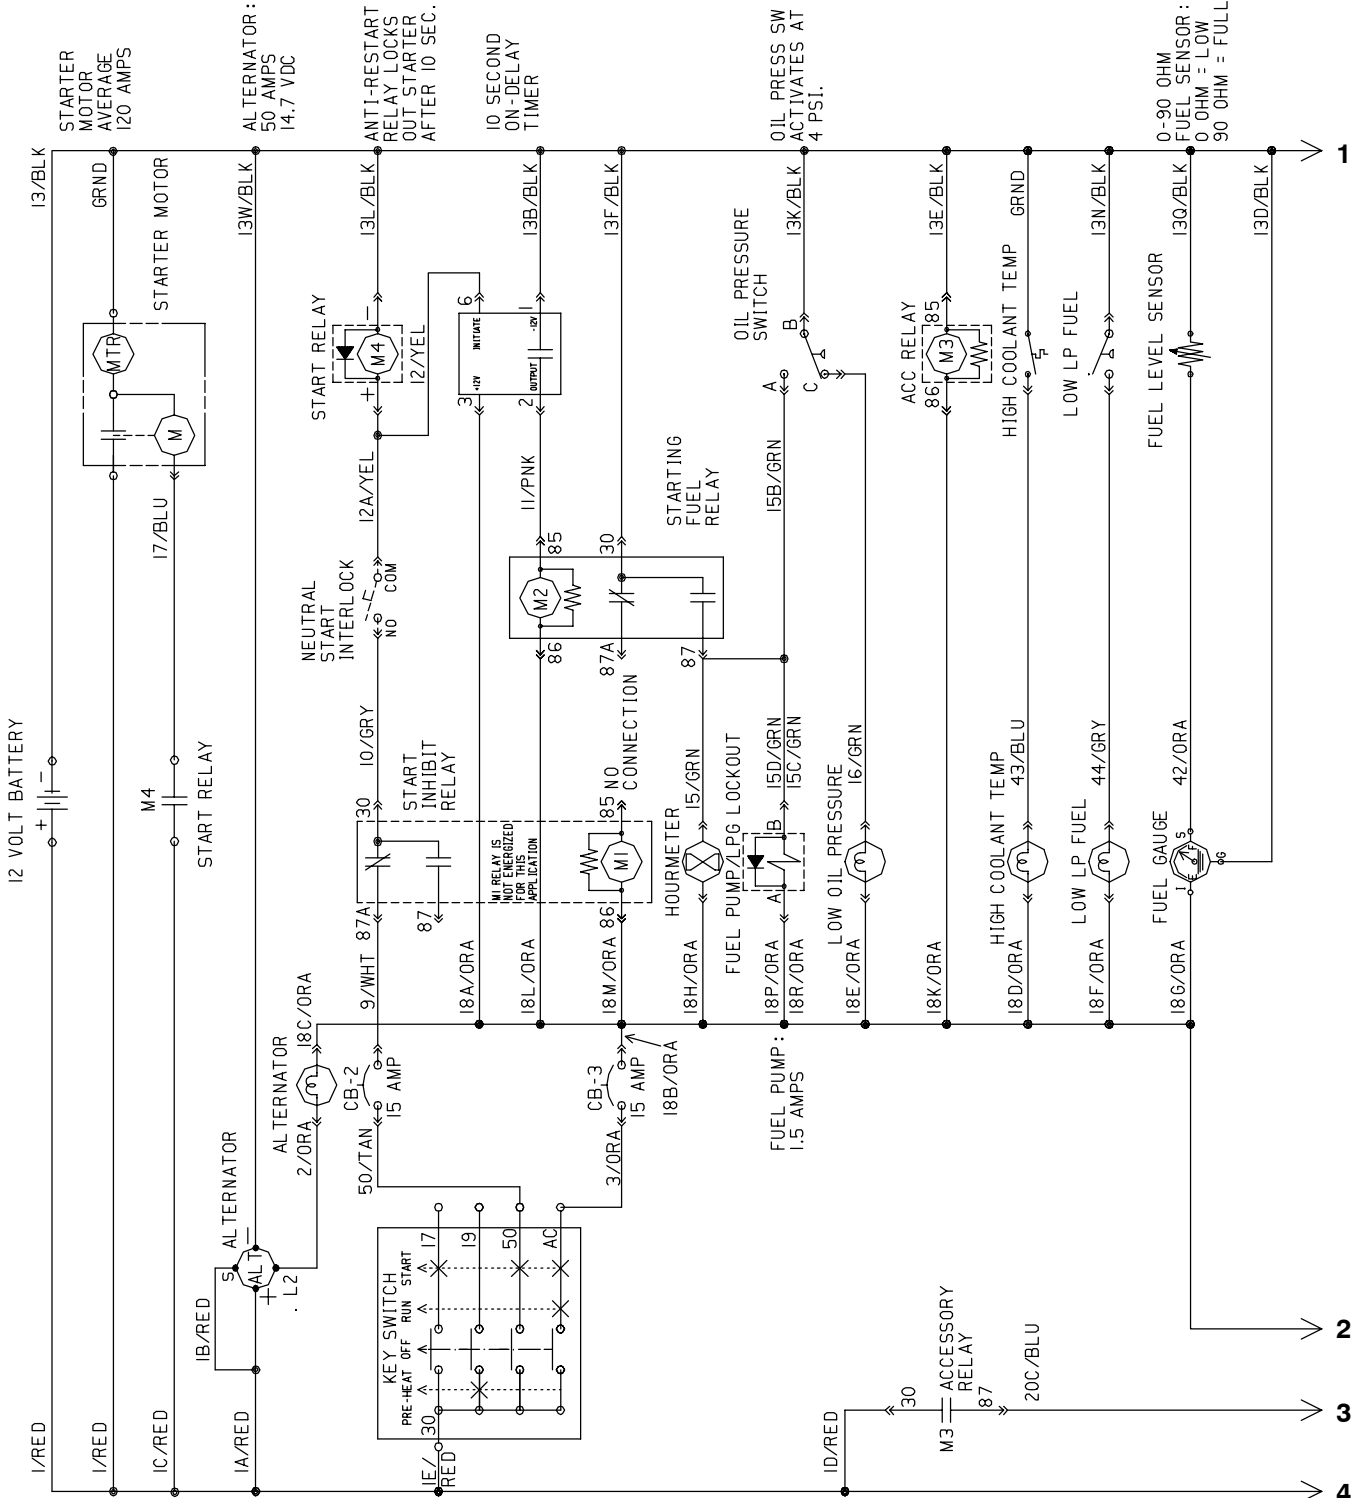 12 VOLT BATTERY
+
-
1/RED
13/BLK
STARTER
MOTOR
AVERAGE
120 AMPS
1/RED
MTR
M
STARTER MOTOR
GRND
1C/RED
M4
START RELAY
17/BLU
1A/RED
1B/RED
S
ALT
+
-
. L2
ALTERNATOR
13W/BLK
ALTERNATOR:
50 AMPS
14.7 VDC
2/ORA
ALTERNATOR
18C/ORA
50/TAN
CB-2
15 AMP
9/WHT
87A
30
87
START
INHIBIT
RELAY
10/GRY
NEUTRAL
START
INTERLOCK
NO
COM
12A/YEL
START RELAY
+
M4
-
12/YEL
13L/BLK
ANTI-RESTART
RELAY LOCKS
OUT STARTER
AFTER 10 SEC.
KEY SWITCH
PRE-HEAT
OFF
RUN
START
30
17
19
50
AC
1E/
RED
18A/ORA
3
+12V
INITIATE
6
2
OUTPUT
-12V
1
10 SECOND
ON-DELAY
TIMER
18L/ORA
M1 RELAY IS
NOT ENERGIZED
FOR THIS
APPLICATION
86
M2
85
11/PNK
13B/BLK
3/ORA
CB-3
15 AMP
18B/ORA
18M/ORA
86
M1
85
NO
CONNECTION
87A
30
87
STARTING
FUEL
RELAY
13F/BLK
18H/ORA
HOURMETER
15/GRN
FUEL PUMP:
1.5 AMPS
18P/ORA
18R/ORA
FUEL PUMP/LPG LOCKOUT
A
B
15D/GRN
15C/GRN
15B/GRN
OIL PRESSURE
SWITCH
A
B
C
13K/BLK
OIL PRESS SW
ACTIVATES AT
4 PSI.
18E/ORA
LOW OIL PRESSURE
16/GRN
18K/ORA
ACC RELAY
86
M3
85
13E/BLK
18D/ORA
HIGH COOLANT TEMP
43/BLU
HIGH COOLANT TEMP
GRND
18F/ORA
LOW LP FUEL
44/GRY
LOW LP FUEL
13N/BLK
18G/ORA
FUEL GAUGE
I
E
F
S
G
42/ORA
FUEL LEVEL SENSOR
13Q/BLK
0-90 OHM
FUEL SENSOR:
0 OHM = LOW
90 OHM = FULL
13D/BLK
1D/RED
30
M3
ACCESSORY
RELAY
87
20C/BLU
1
2
3
4